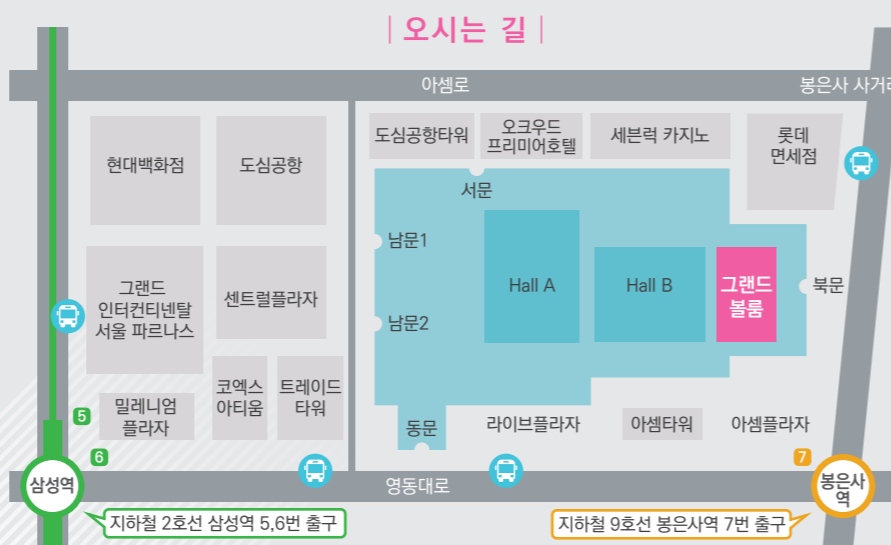 오시는 길
아셈로
봉은사 사거리
현대백화점
도심공항
도심공항타워
오크우드
프리미어호텔
세븐럭 카지노
롯데
면세점
서문
남문1
Hall A
Hall B
그랜드
볼룸
북문
그랜드
인터컨티넨탈
서울 파르나스
센트럴플라자
남문2
밀레니엄
플라자
코엑스
아티움
트레이드
타워
동문
라이브플라자
아셈타워
아셈플라자
5
6
7
삼성역
영동대로
봉은사
역
지하철 2호선 삼성역 5,6번 출구
지하철 9호선 봉은사역 7번 출구